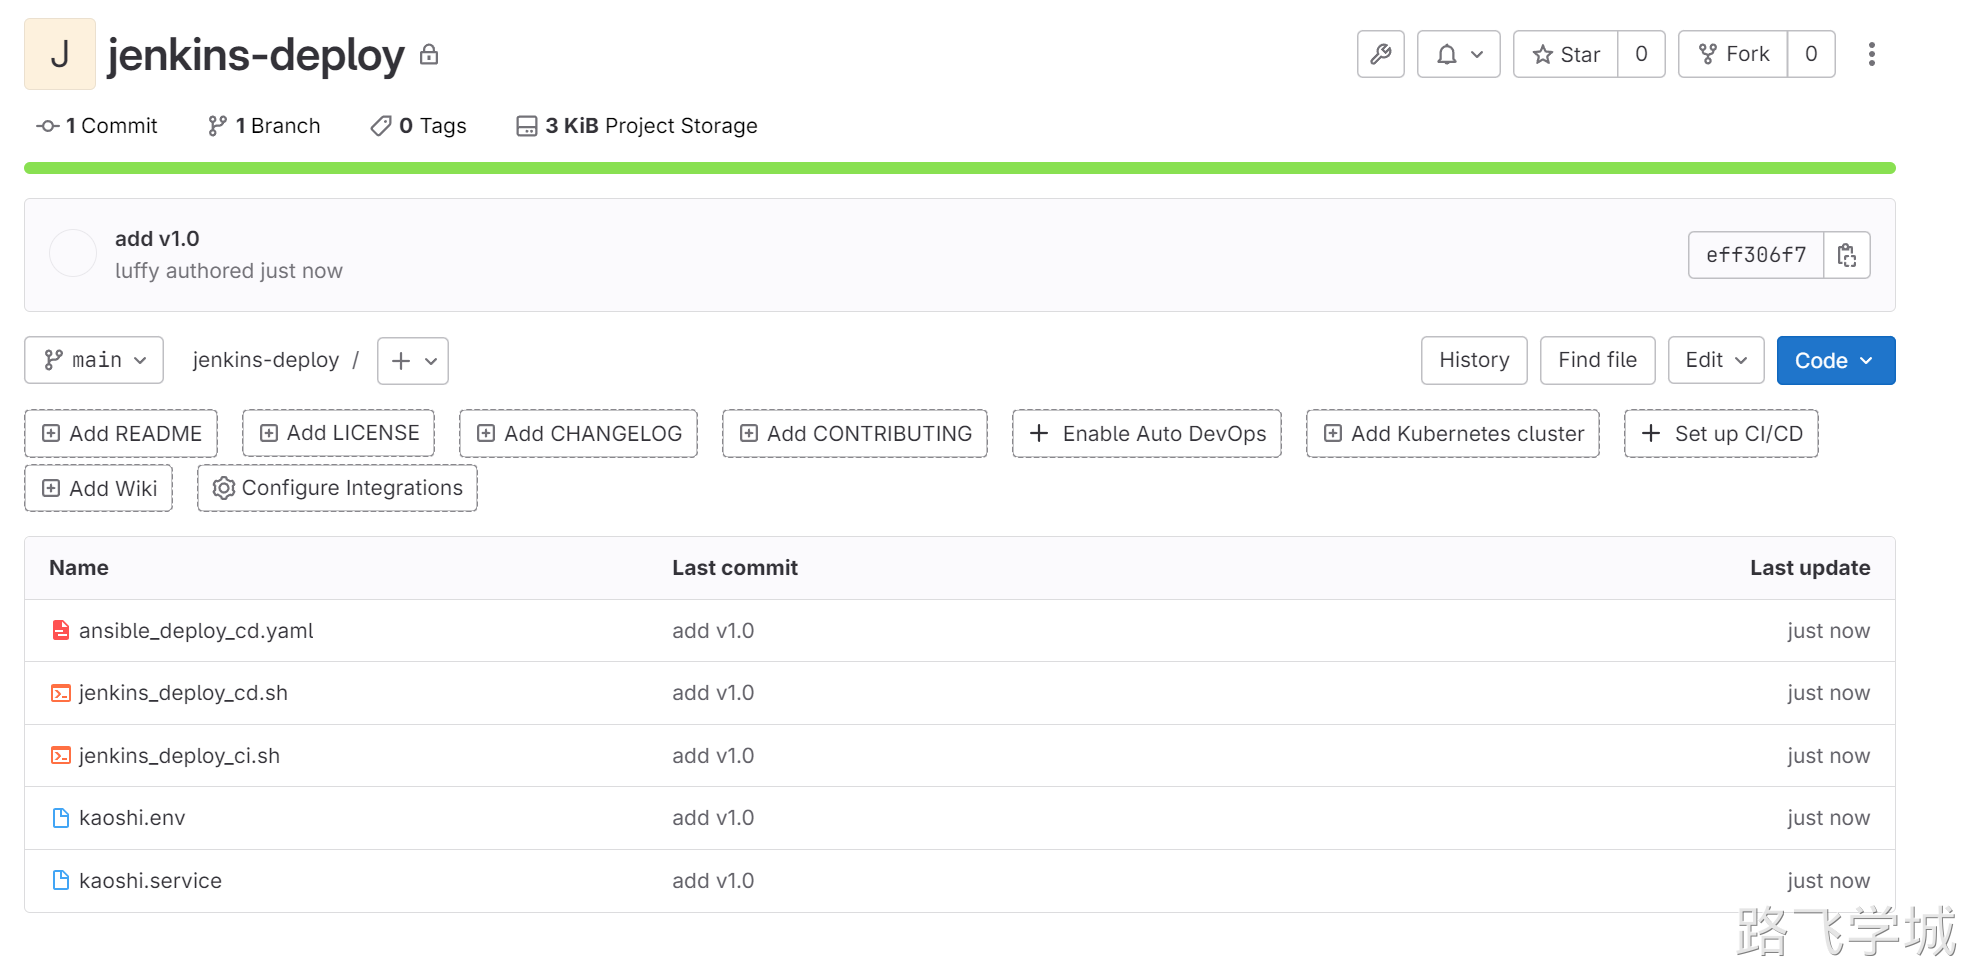 J jenkins-deploy Star 0 Fork 0
1 Commit 1 Branch 0 Tags 3 KiB Project Storage
add v1.0
luffy authored just now
eff306f7
main jenkins-deploy / + History Find file Edit Code
Add README Add LICENSE Add CHANGELOG Add CONTRIBUTING Enable Auto DevOps Add Kubernetes cluster Set up CI/CD
Add Wiki Configure Integrations
Name Last commit Last update
ansible_deploy_cd.yaml add v1.0 just now
jenkins_deploy_cd.sh add v1.0 just now
jenkins_deploy_ci.sh add v1.0 just now
kaoshi.env add v1.0 just now
kaoshi.service add v1.0 just now
路飞学城